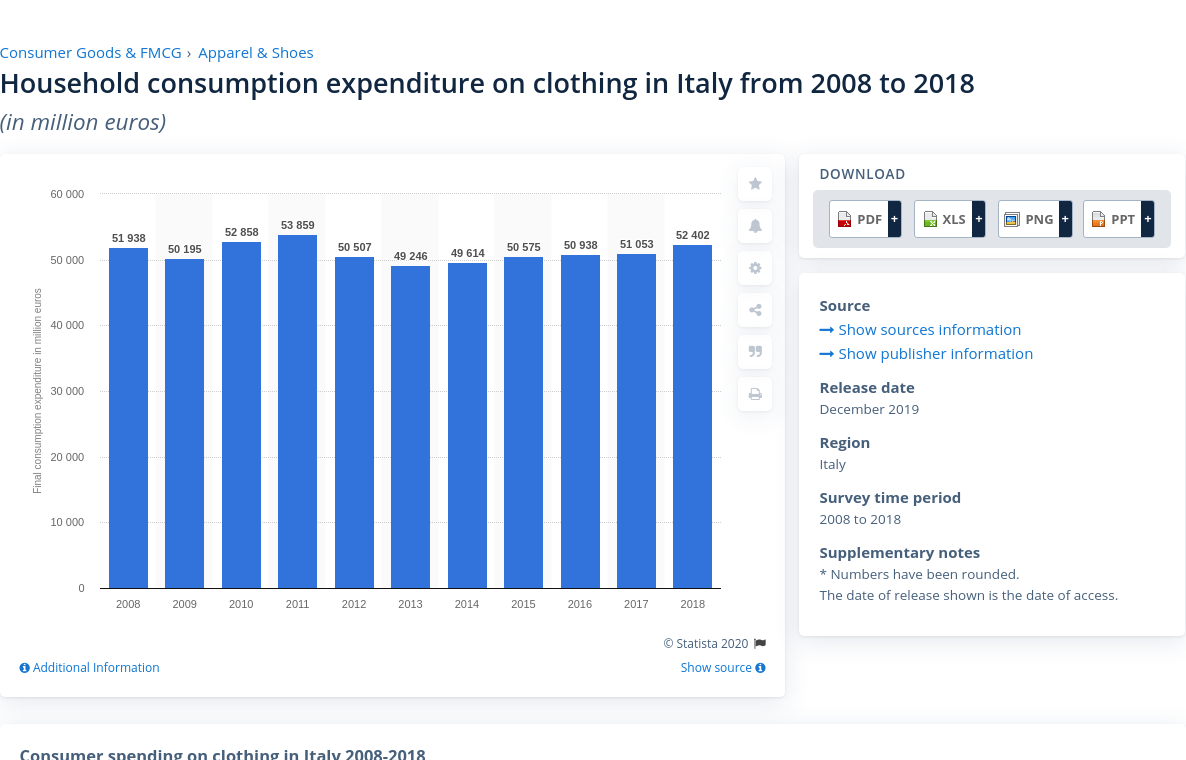 Consumer Goods & FMCG › Apparel & Shoes
Household consumption expenditure on clothing in Italy from 2008 to 2018
(in million euros)
Final consumption expenditure in million euros
60 000
50 000
40 000
30 000
20 000
10 000
0
51 938
50 195
52 858
53 859
50 507
49 246
49 614
50 575
50 938
51 053
52 402
2008 2009 2010 2011 2012 2013 2014 2015 2016 2017 2018
© Statista 2020
Additional Information
Show source
DOWNLOAD
PDF + XLS + PNG + PPT +
Source
Show sources information
Show publisher information
Release date
December 2019
Region
Italy
Survey time period
2008 to 2018
Supplementary notes
* Numbers have been rounded.
The date of release shown is the date of access.
Consumer spending on clothing in Italy 2008-2018